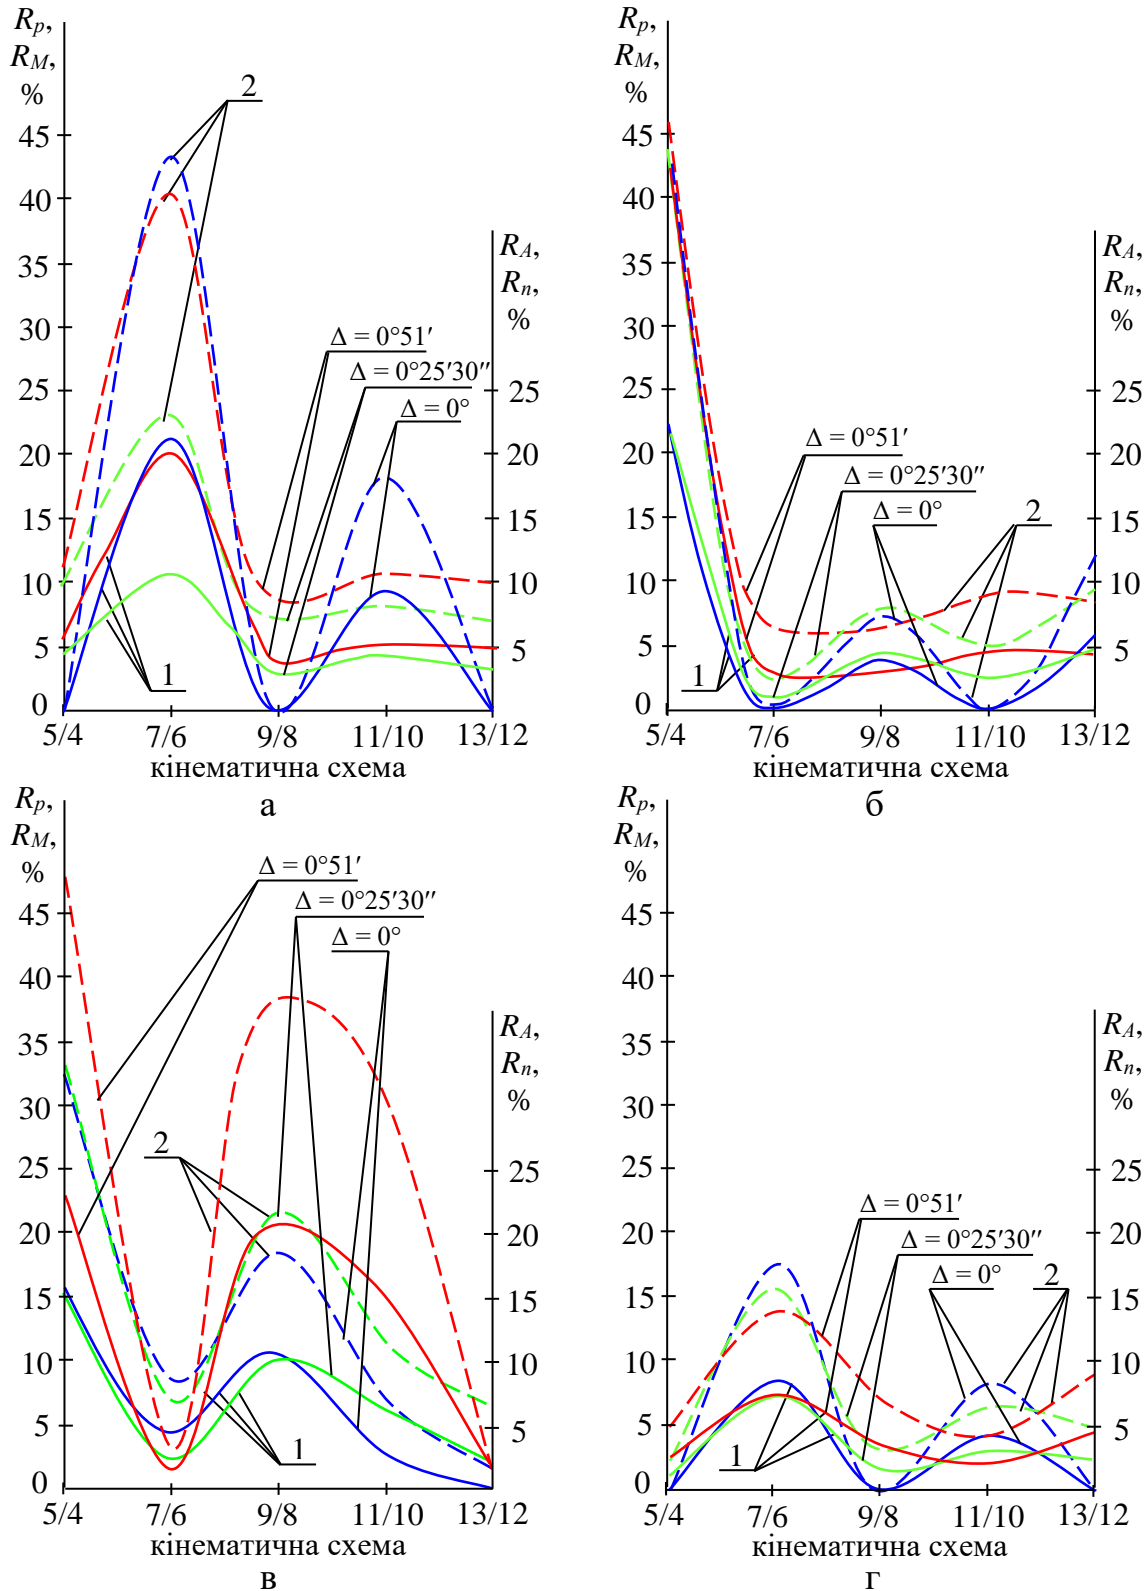 Rp,
RM,
%
45
40
35
30
25
20
15
10
5
0
2
Δ = 0°51′
Δ = 0°25′30′′
Δ = 0°
1
RA,
Rn,
%
25
20
15
10
5
5/4 7/6 9/8 11/10 13/12
кінематична схема
а
Rp,
RM,
%
45
40
35
30
25
20
15
10
5
0
Δ = 0°51′
Δ = 0°25′30′′
Δ = 0°
2
1
RA,
Rn,
%
25
20
15
10
5
5/4 7/6 9/8 11/10 13/12
кінематична схема
б
Rp,
RM,
%
45
40
35
30
25
20
15
10
5
0
Δ = 0°51′
Δ = 0°25′30′′
Δ = 0°
2
1
RA,
Rn,
%
25
20
15
10
5
5/4 7/6 9/8 11/10 13/12
кінематична схема
в
Rp,
RM,
%
45
40
35
30
25
20
15
10
5
0
Δ = 0°51′
Δ = 0°25′30′′
Δ = 0°
2
1
RA,
Rn,
%
25
20
15
10
5
5/4 7/6 9/8 11/10 13/12
кінематична схема
г